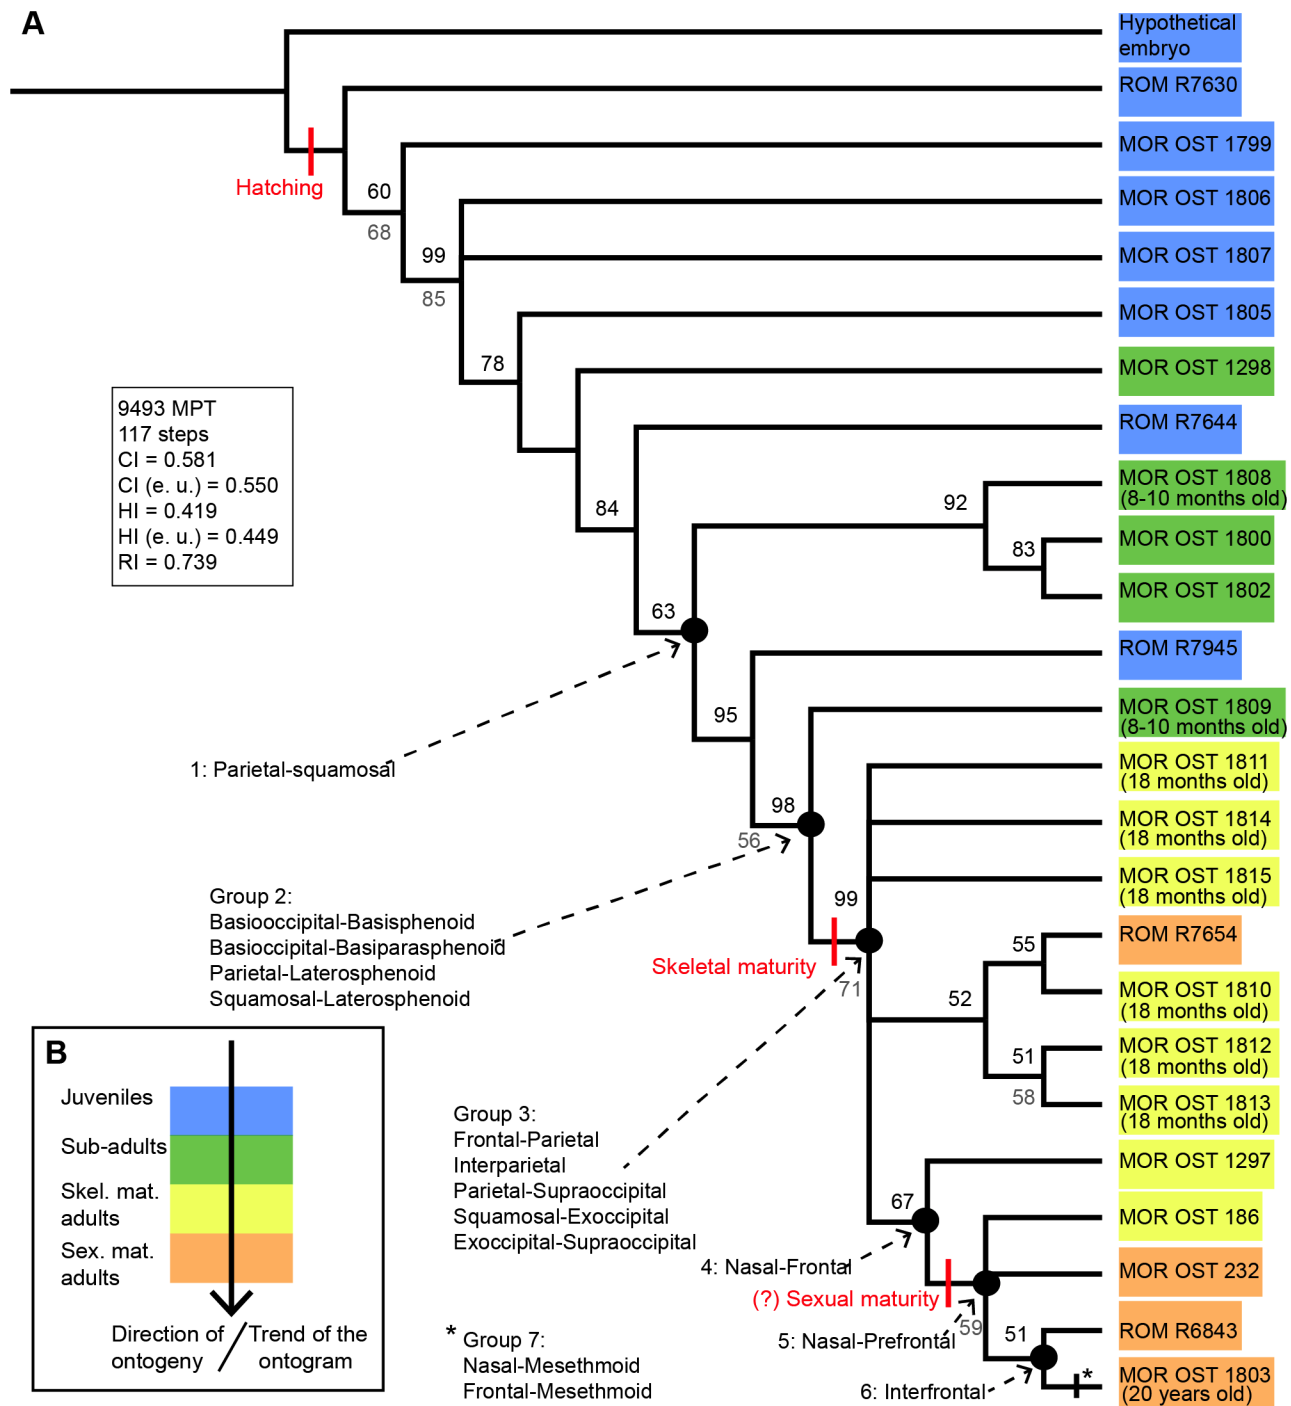 A
Hypothetical
embryo
ROM R7630
MOR OST 1799
Hatching
60
68
MOR OST 1806
99
85
MOR OST 1807
MOR OST 1805
78
MOR OST 1298
9493 MPT
117 steps
CI = 0.581
CI (e. u.) = 0.550
HI = 0.419
HI (e. u.) = 0.449
RI = 0.739
ROM R7644
84
MOR OST 1808
(8-10 months old)
92
MOR OST 1800
83
MOR OST 1802
63
ROM R7945
95
MOR OST 1809
(8-10 months old)
1: Parietal-squamosal
MOR OST 1811
(18 months old)
98
56
MOR OST 1814
(18 months old)
MOR OST 1815
(18 months old)
99
Group 2:
Basiooccipital-Basisphenoid
Basioccipital-Basiparasphenoid
Parietal-Laterosphenoid
Squamosal-Laterosphenoid
ROM R7654
55
Skeletal maturity
71
MOR OST 1810
(18 months old)
52
MOR OST 1812
(18 months old)
51
58
MOR OST 1813
(18 months old)
Group 3:
Frontal-Parietal
Interparietal
Parietal-Supraoccipital
Squamosal-Exoccipital
Exoccipital-Supraoccipital
MOR OST 1297
67
MOR OST 186
4: Nasal-Frontal
MOR OST 232
(?) Sexual maturity
59
5: Nasal-Prefrontal
51
ROM R6843
6: Interfrontal
*
MOR OST 1803
(20 years old)
* Group 7:
Nasal-Mesethmoid
Frontal-Mesethmoid
B
Juveniles
Sub-adults
Skel. mat.
adults
Sex. mat.
adults
Direction of / Trend of the
ontogeny ontogram